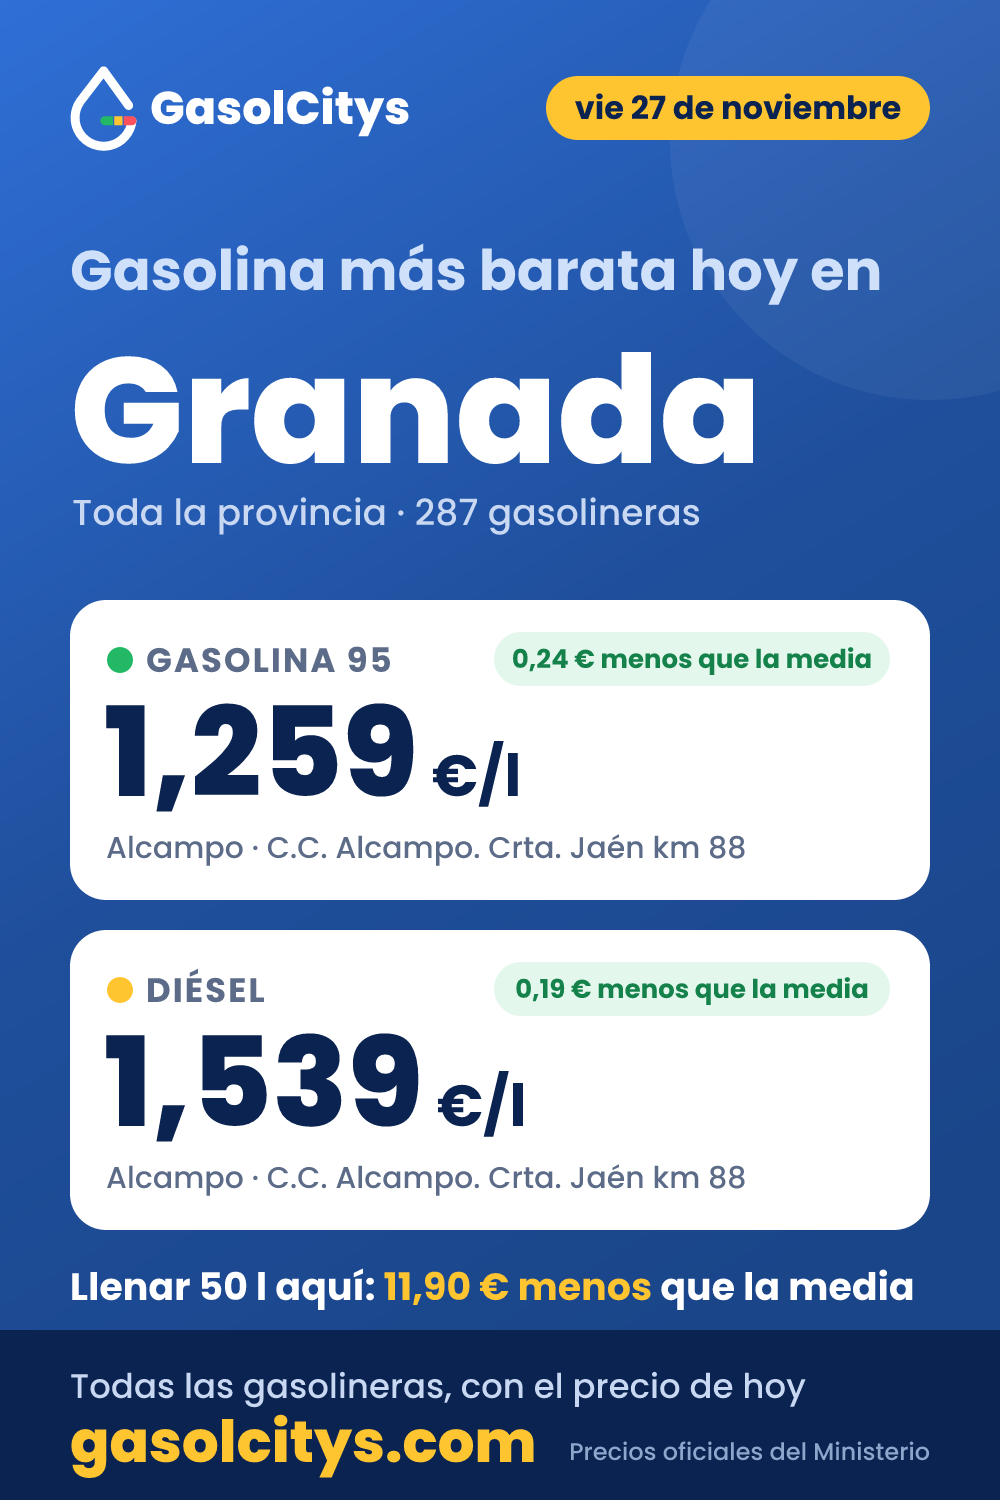 GasolCitys
vie 27 de noviembre
Gasolina más barata hoy en
Granada
Toda la provincia · 287 gasolineras
GASOLINA 95
0,24 € menos que la media
1,259 €/l
Alcampo · C.C. Alcampo. Crta. Jaén km 88
DIÉSEL
0,19 € menos que la media
1,539 €/l
Alcampo · C.C. Alcampo. Crta. Jaén km 88
Llenar 50 l aquí: 11,90 € menos que la media
Todas las gasolineras, con el precio de hoy
gasolcitys.com
Precios oficiales del Ministerio